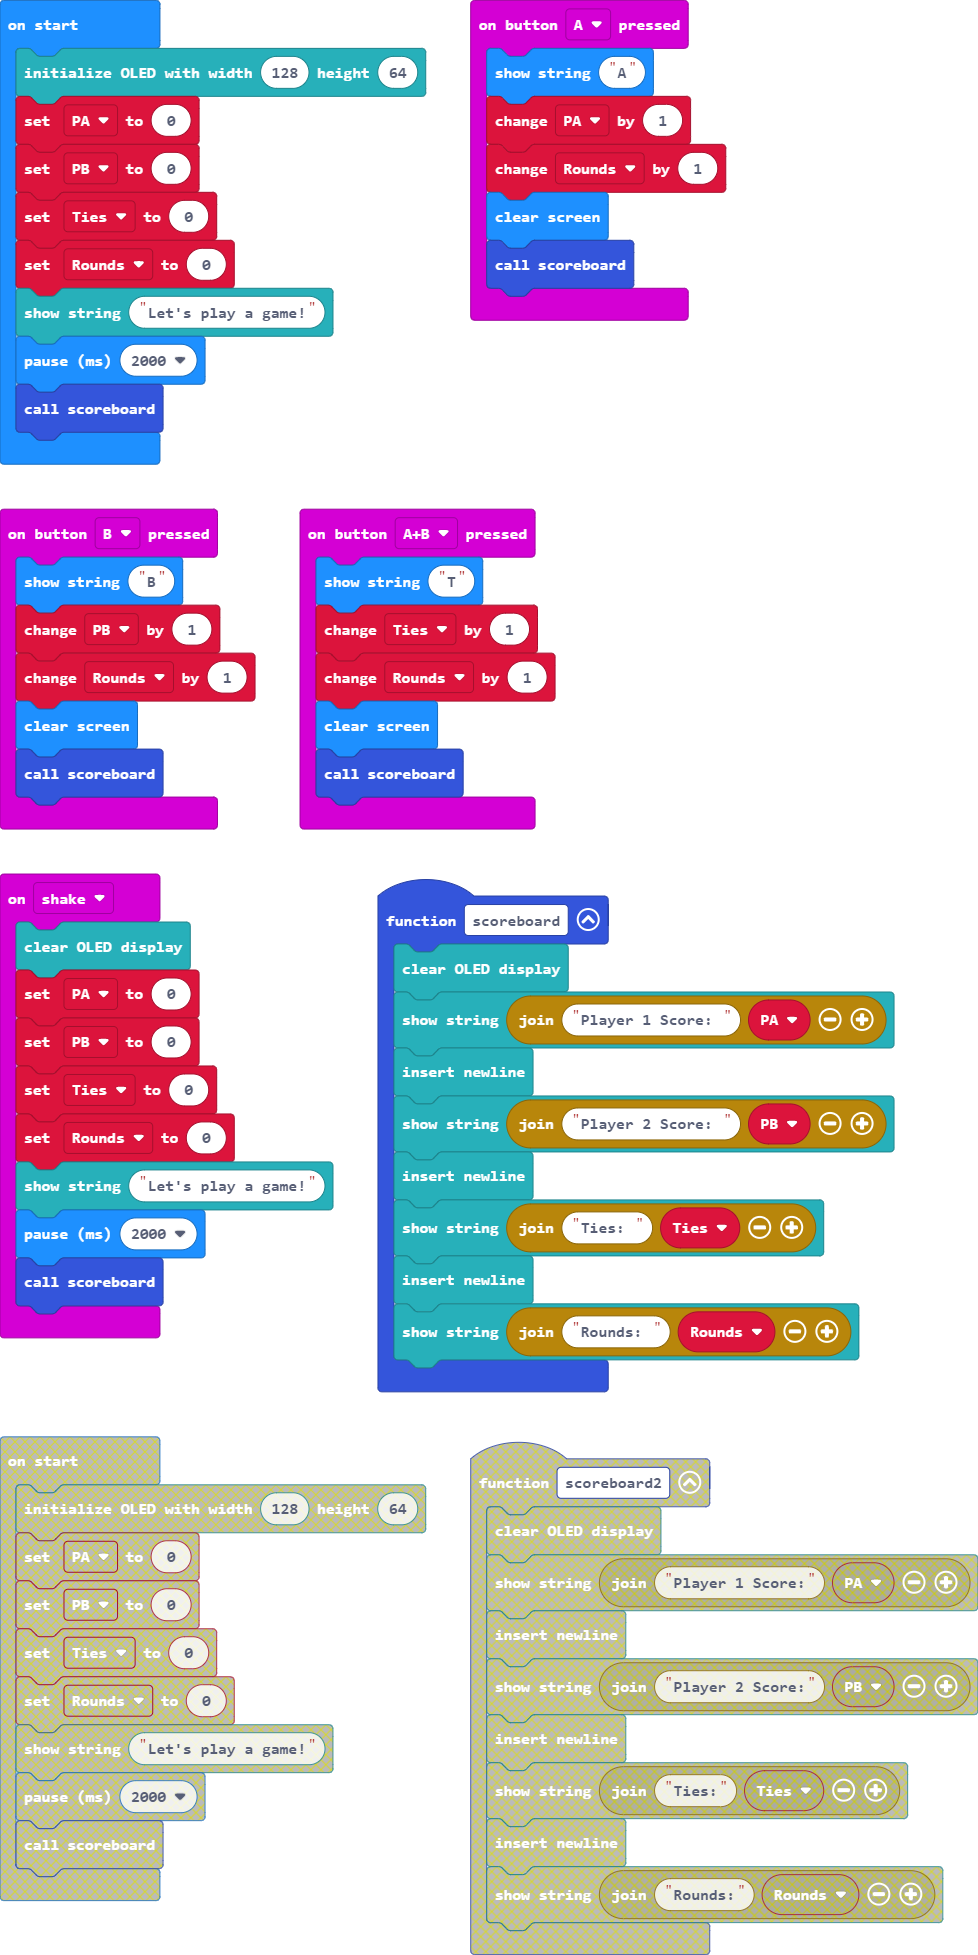 on start
initialize OLED with width 128 height 64
set PA to 0
set PB to 0
set Ties to 0
set Rounds to 0
show string "Let's play a game!"
pause (ms) 2000
call scoreboard
on button A pressed
show string "A"
change PA by 1
change Rounds by 1
clear screen
call scoreboard
on button B pressed
show string "B"
change PB by 1
change Rounds by 1
clear screen
call scoreboard
on button A+B pressed
show string "T"
change Ties by 1
change Rounds by 1
clear screen
call scoreboard
on shake
clear OLED display
set PA to 0
set PB to 0
set Ties to 0
set Rounds to 0
show string "Let's play a game!"
pause (ms) 2000
call scoreboard
function scoreboard
clear OLED display
show string join "Player 1 Score: " PA
insert newline
show string join "Player 2 Score: " PB
insert newline
show string join "Ties: " Ties
insert newline
show string join "Rounds: " Rounds
on start
initialize OLED with width 128 height 64
set PA to 0
set PB to 0
set Ties to 0
set Rounds to 0
show string "Let's play a game!"
pause (ms) 2000
call scoreboard
function scoreboard2
clear OLED display
show string join "Player 1 Score:" PA
insert newline
show string join "Player 2 Score:" PB
insert newline
show string join "Ties:" Ties
insert newline
show string join "Rounds:" Rounds